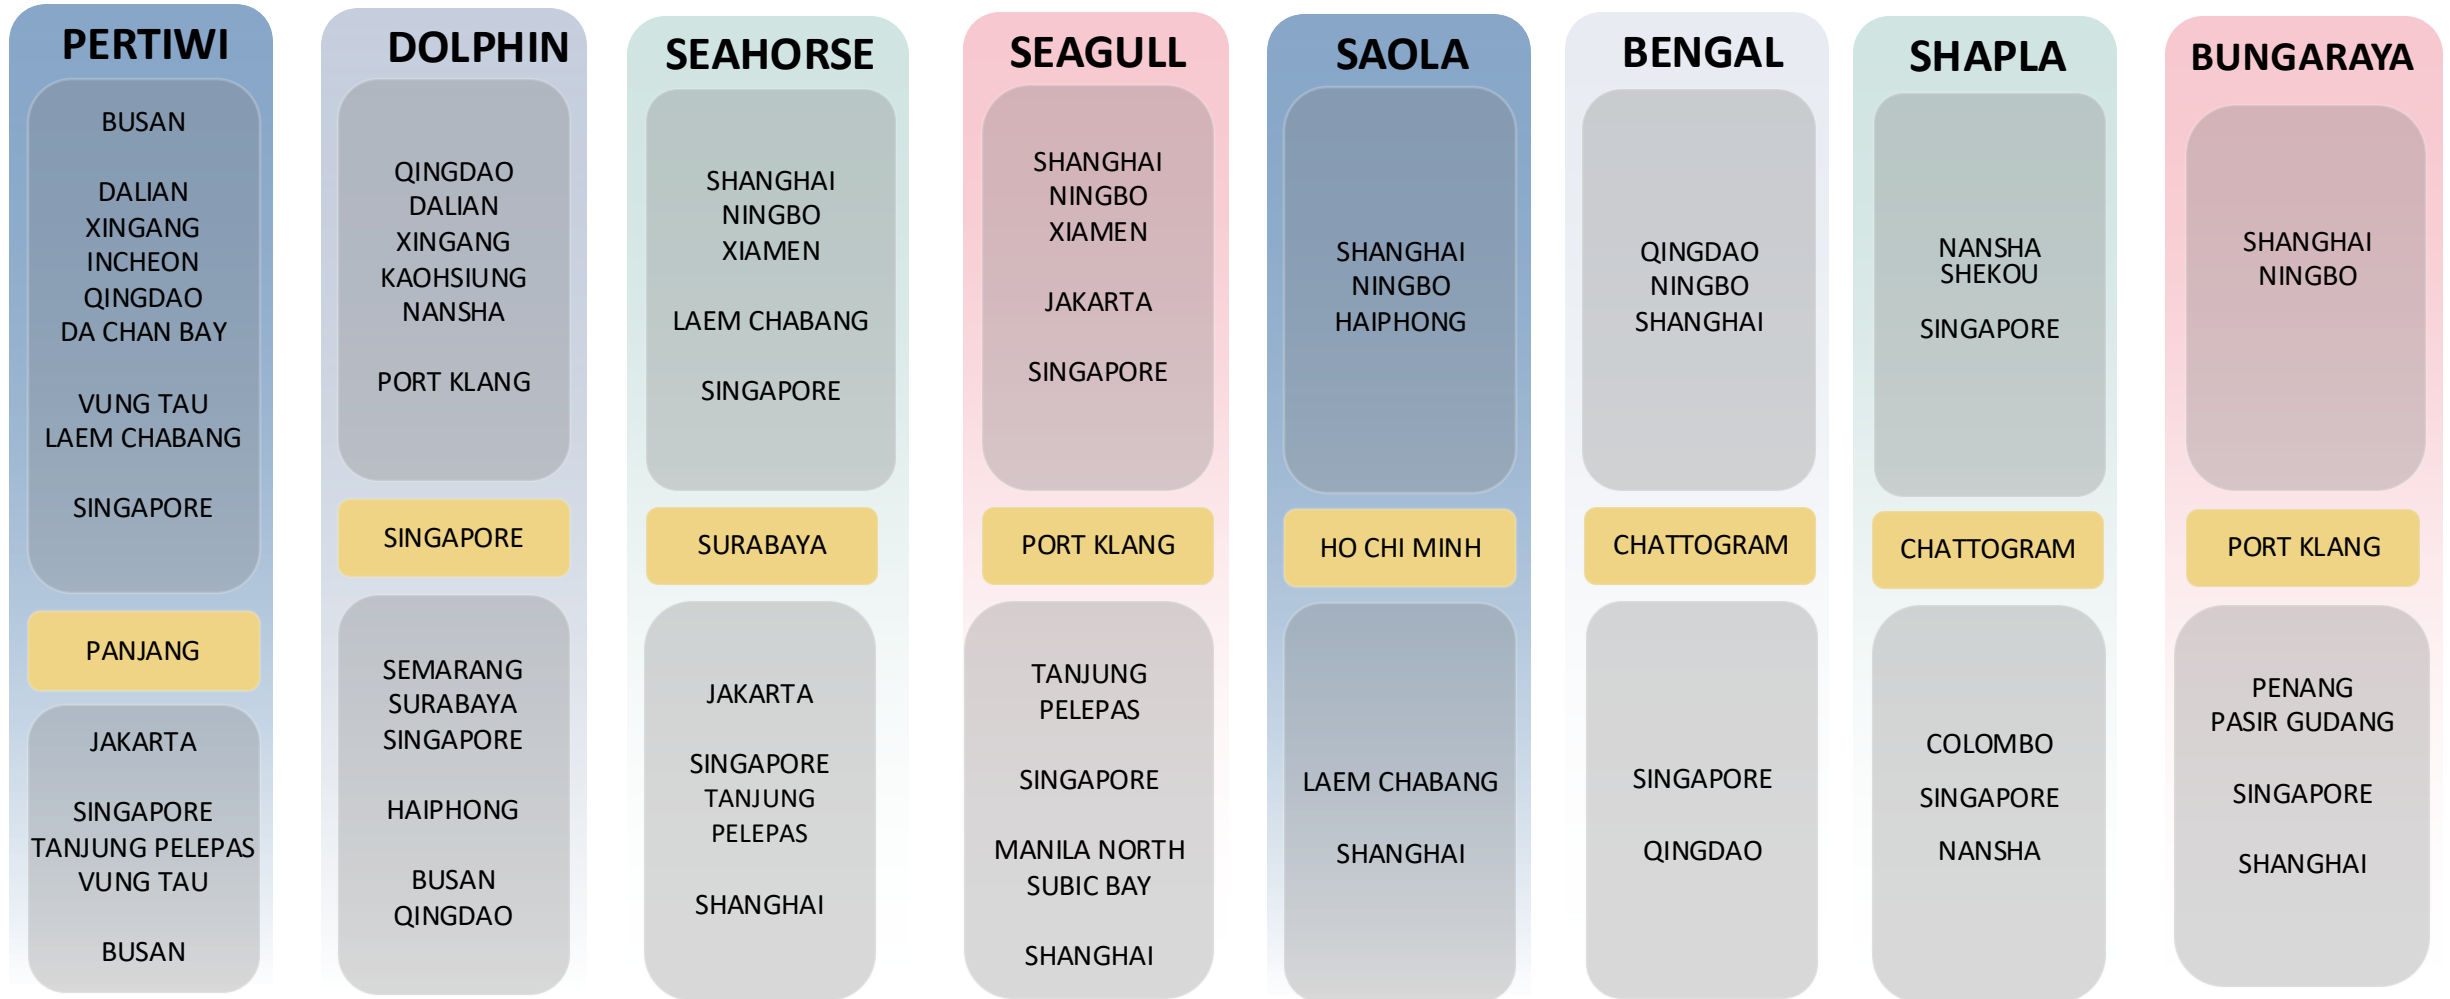 PERTIWI
BUSAN
DALIAN
XINGANG
INCHEON
QINGDAO
DA CHAN BAY
VUNG TAU
LAEM CHABANG
SINGAPORE
PANJANG
JAKARTA
SINGAPORE
TANJUNG PELEPAS
VUNG TAU
BUSAN
DOLPHIN
QINGDAO
DALIAN
XINGANG
KAOHSIUNG
NANSHA
PORT KLANG
SINGAPORE
SEMARANG
SURABAYA
SINGAPORE
HAIPHONG
BUSAN
QINGDAO
SEAHORSE
SHANGHAI
NINGBO
XIAMEN
LAEM CHABANG
SINGAPORE
SURABAYA
JAKARTA
SINGAPORE
TANJUNG
PELEPAS
SHANGHAI
SEAGULL
SHANGHAI
NINGBO
XIAMEN
JAKARTA
SINGAPORE
PORT KLANG
TANJUNG
PELEPAS
SINGAPORE
MANILA NORTH
SUBIC BAY
SHANGHAI
SAOLA
SHANGHAI
NINGBO
HAIPHONG
HO CHI MINH
LAEM CHABANG
SHANGHAI
BENGAL
QINGDAO
NINGBO
SHANGHAI
CHATTOGRAM
SINGAPORE
QINGDAO
SHAPLA
NANSHA
SHEKOU
SINGAPORE
CHATTOGRAM
COLOMBO
SINGAPORE
NANSHA
BUNGARAYA
SHANGHAI
NINGBO
PORT KLANG
PENANG
PASIR GUDANG
SINGAPORE
SHANGHAI